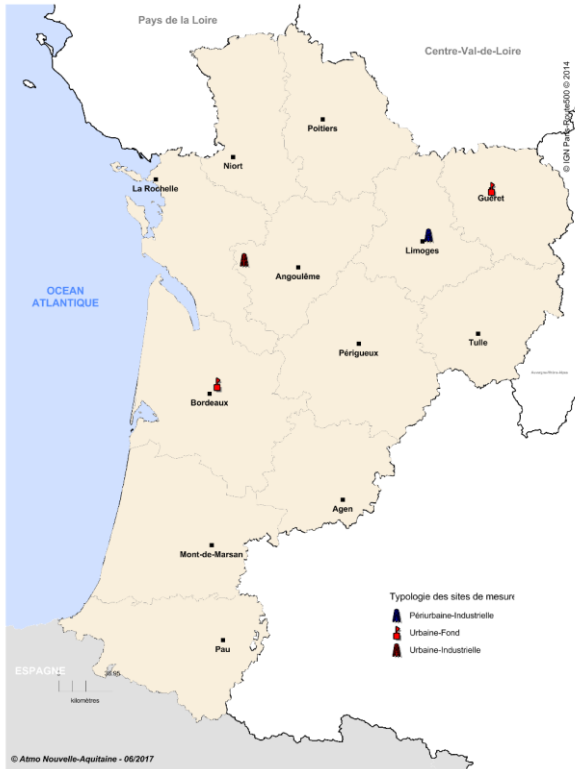 Pays de la Loire
Centre-Val-de-Loire
© IGN Paris-Route500 © 2014
Poitiers
Niort
La Rochelle
Guéret
Limoges
Angoulême
OCEAN
ATLANTIQUE
Périgueux
Tulle
Bordeaux
Agen
Mont-de-Marsan
Typologie des sites de mesure
Périurbaine-Industrielle
Urbaine-Fond
Urbaine-Industrielle
Pau
ESPAGNE
kilomètres
© Atmo Nouvelle-Aquitaine - 06/2017